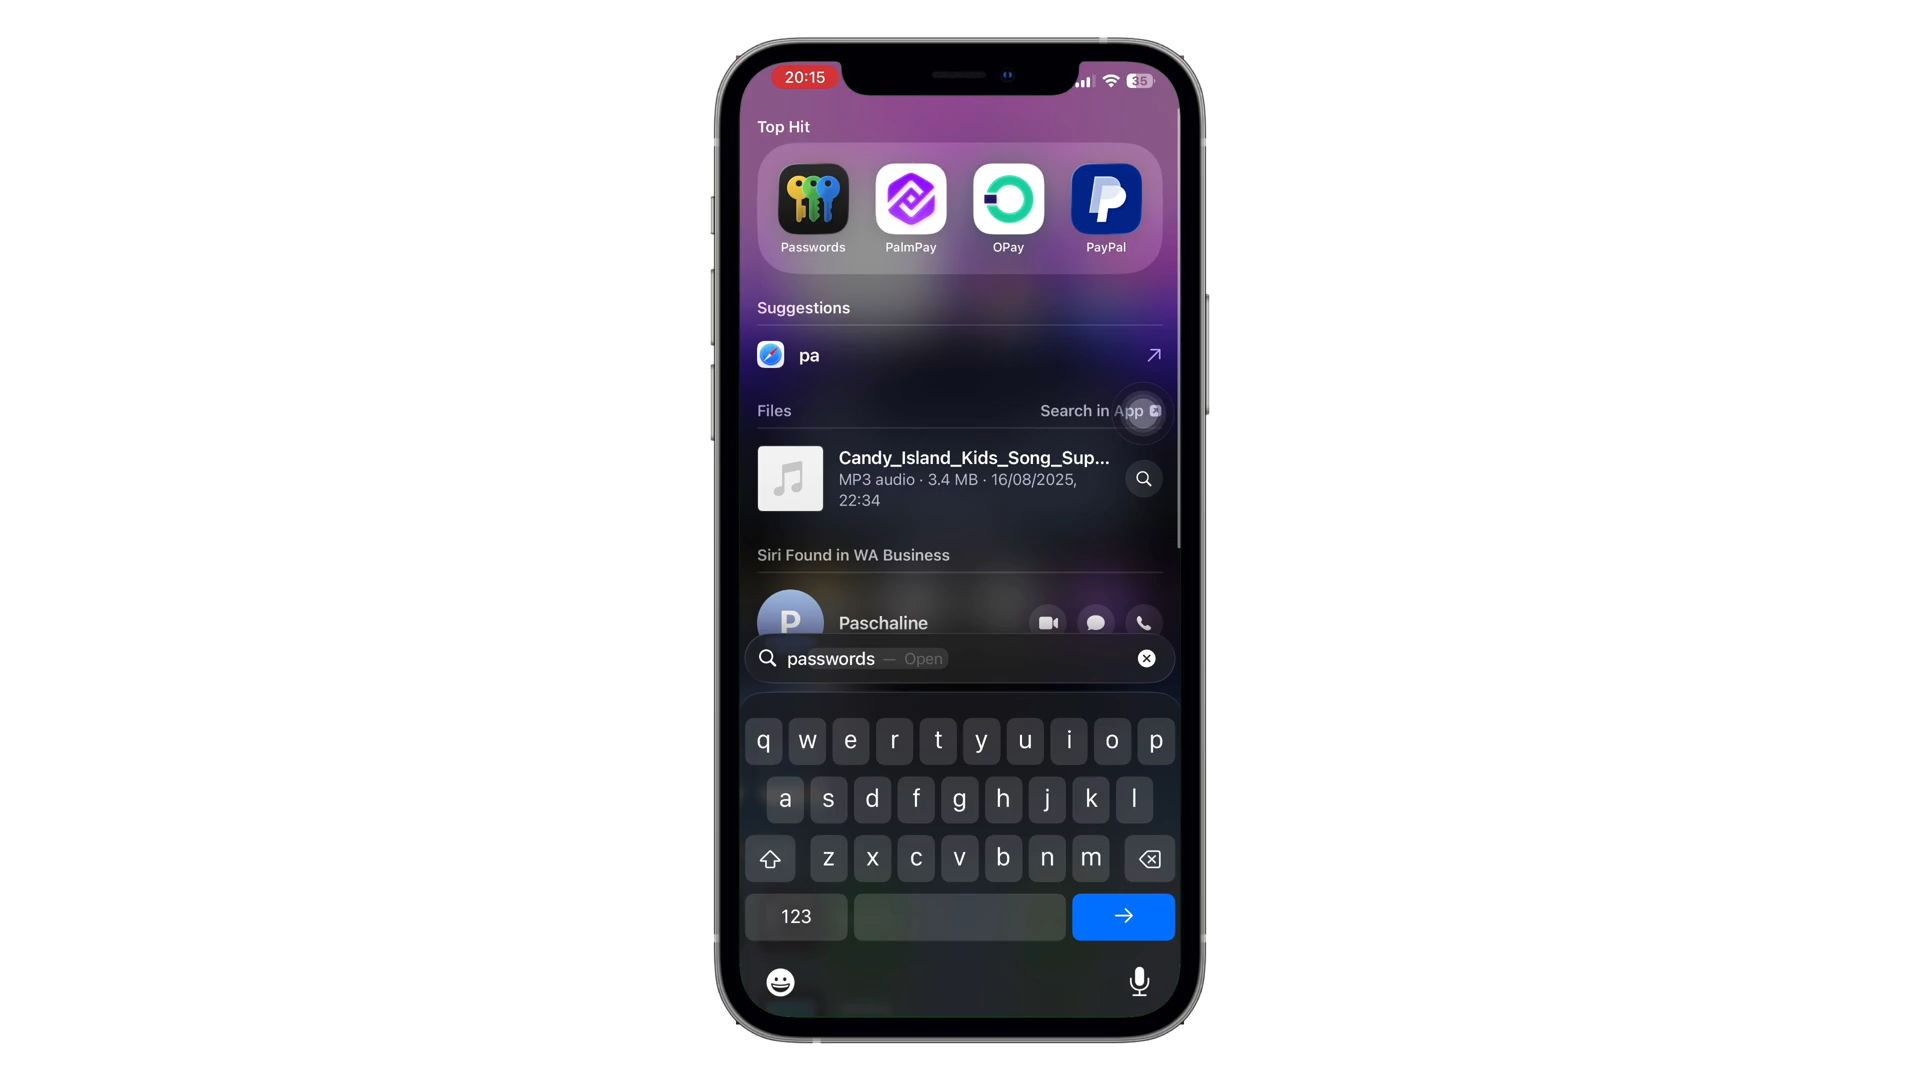 20:15
35
Top Hit
Passwords
PalmPay
OPay
PayPal
Suggestions
pa
Files
Search in App
Candy_Island_Kids_Song_Sup...
MP3 audio · 3.4 MB · 16/08/2025,
22:34
Siri Found in WA Business
P
Paschaline
passwords — Open
q w e r t y u i o p
a s d f g h j k l
z x c v b n m
123